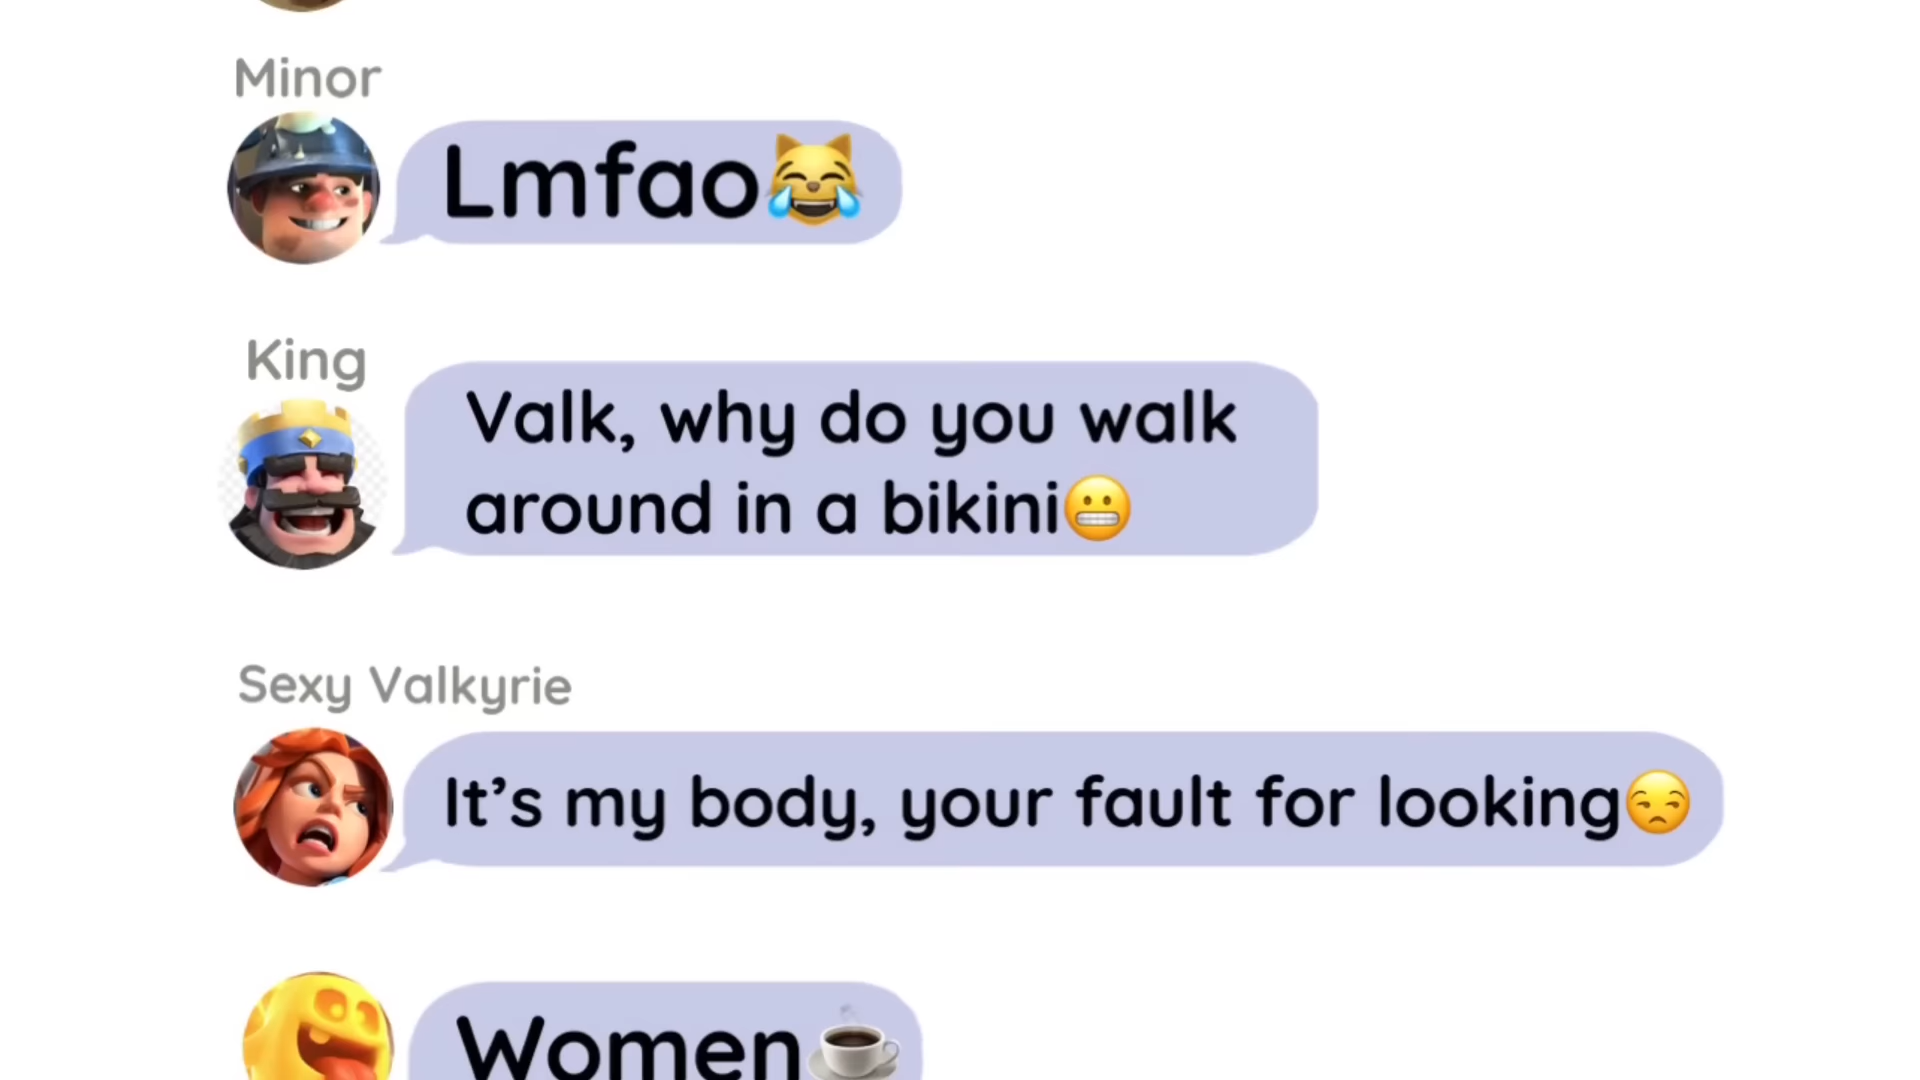 Minor
Lmfao😹
King
Valk, why do you walk
around in a bikini😬
Sexy Valkyrie
It’s my body, your fault for looking😒
Women☕